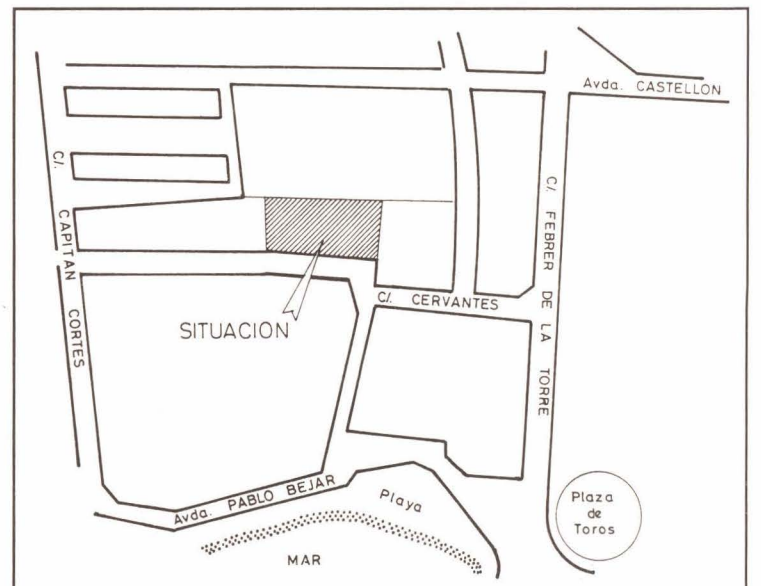 Avda. CASTELLON
C/. CAPITAN CORTES
C/. FEBRER DE LA TORRE
C/. CERVANTES
SITUACION
Avda. PABLO BEJAR
Playa
MAR
Plaza
de
Toros